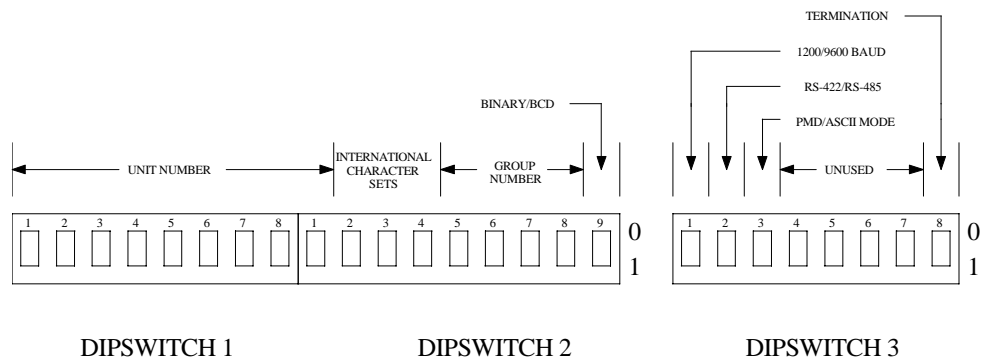 TERMINATION
1200/9600 BAUD
RS-422/RS-485
BINARY/BCD
PMD/ASCII MODE
UNIT NUMBER
INTERNATIONAL
CHARACTER
SETS
GROUP
NUMBER
UNUSED
1 2 3 4 5 6 7 8 1 2 3 4 5 6 7 8 9 0 1 2 3 4 5 6 7 8 0
1 1
DIPSWITCH 1 DIPSWITCH 2 DIPSWITCH 3